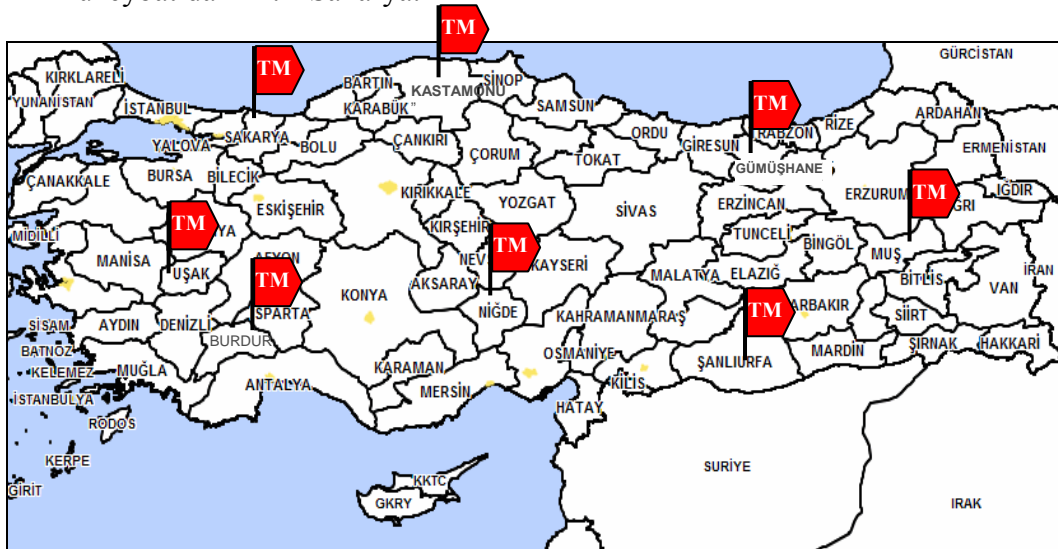 TM
GÜRCİSTAN
TM
KIRKLARELİ
BARTIN
SİNOP
KASTAMONU
YUNANİSTAN
İSTANBUL
KARABÜK
SAMSUN
TM
RİZE
ARDAHAN
SAKARYA
ORDU
RABZON
YALOVA
BOLU
ÇANKIRI
ÇORUM
TOKAT
GİRESUN
ERMENİSTAN
ÇANAKKALE
BURSA
BİLECİK
GÜMÜŞHANE
KIRIKKALE
YOZGAT
ERZURUM
TM
IĞDIR
ESKİŞEHİR
SİVAS
ERZİNCAN
GRI
TM
YA
KIRŞEHİR
TUNCELİ
MİDİLLİ
TM
BİNGÖL
MUŞ
MANİSA
UŞAK
AFYON
NEV
KAYSERİ
MALATYA
ELAZIĞ
BİTLİS
İRAN
TM
KONYA
AKSARAY
VAN
SPARTA
NİĞDE
KAHRAMANMARAŞ
TM
ARBAKIR
SİİRT
SİSAM
AYDIN
DENİZLİ
BURDUR
ŞIRNAK
HAKKARİ
BATNOZ
OSMANİYE
MARDİN
KELEMEZ
MUĞLA
KARAMAN
ŞANLIURFA
ANTALYA
MERSİN
KİLİS
İSTANBULYA
HATAY
RODOS
KERPE
SURİYE
GİRİT
KKTC
GKRY
IRAK